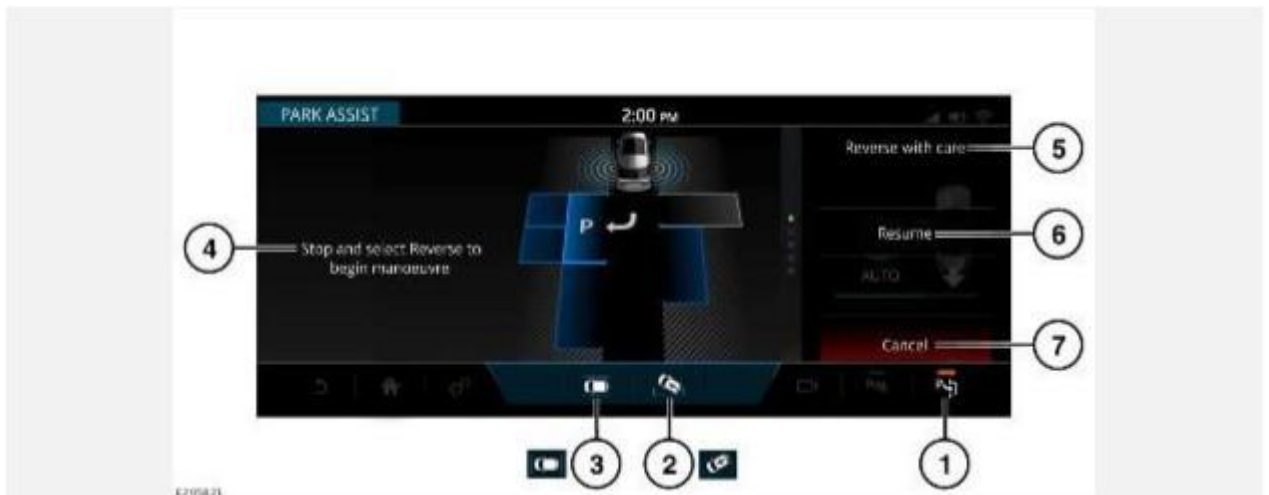 PARK ASSIST
2:00 PM
Reverse with care
5
4
Stop and select Reverse to
begin manoeuvre
P
Resume
6
AUTO
Cancel
7
3
2
1
E205821